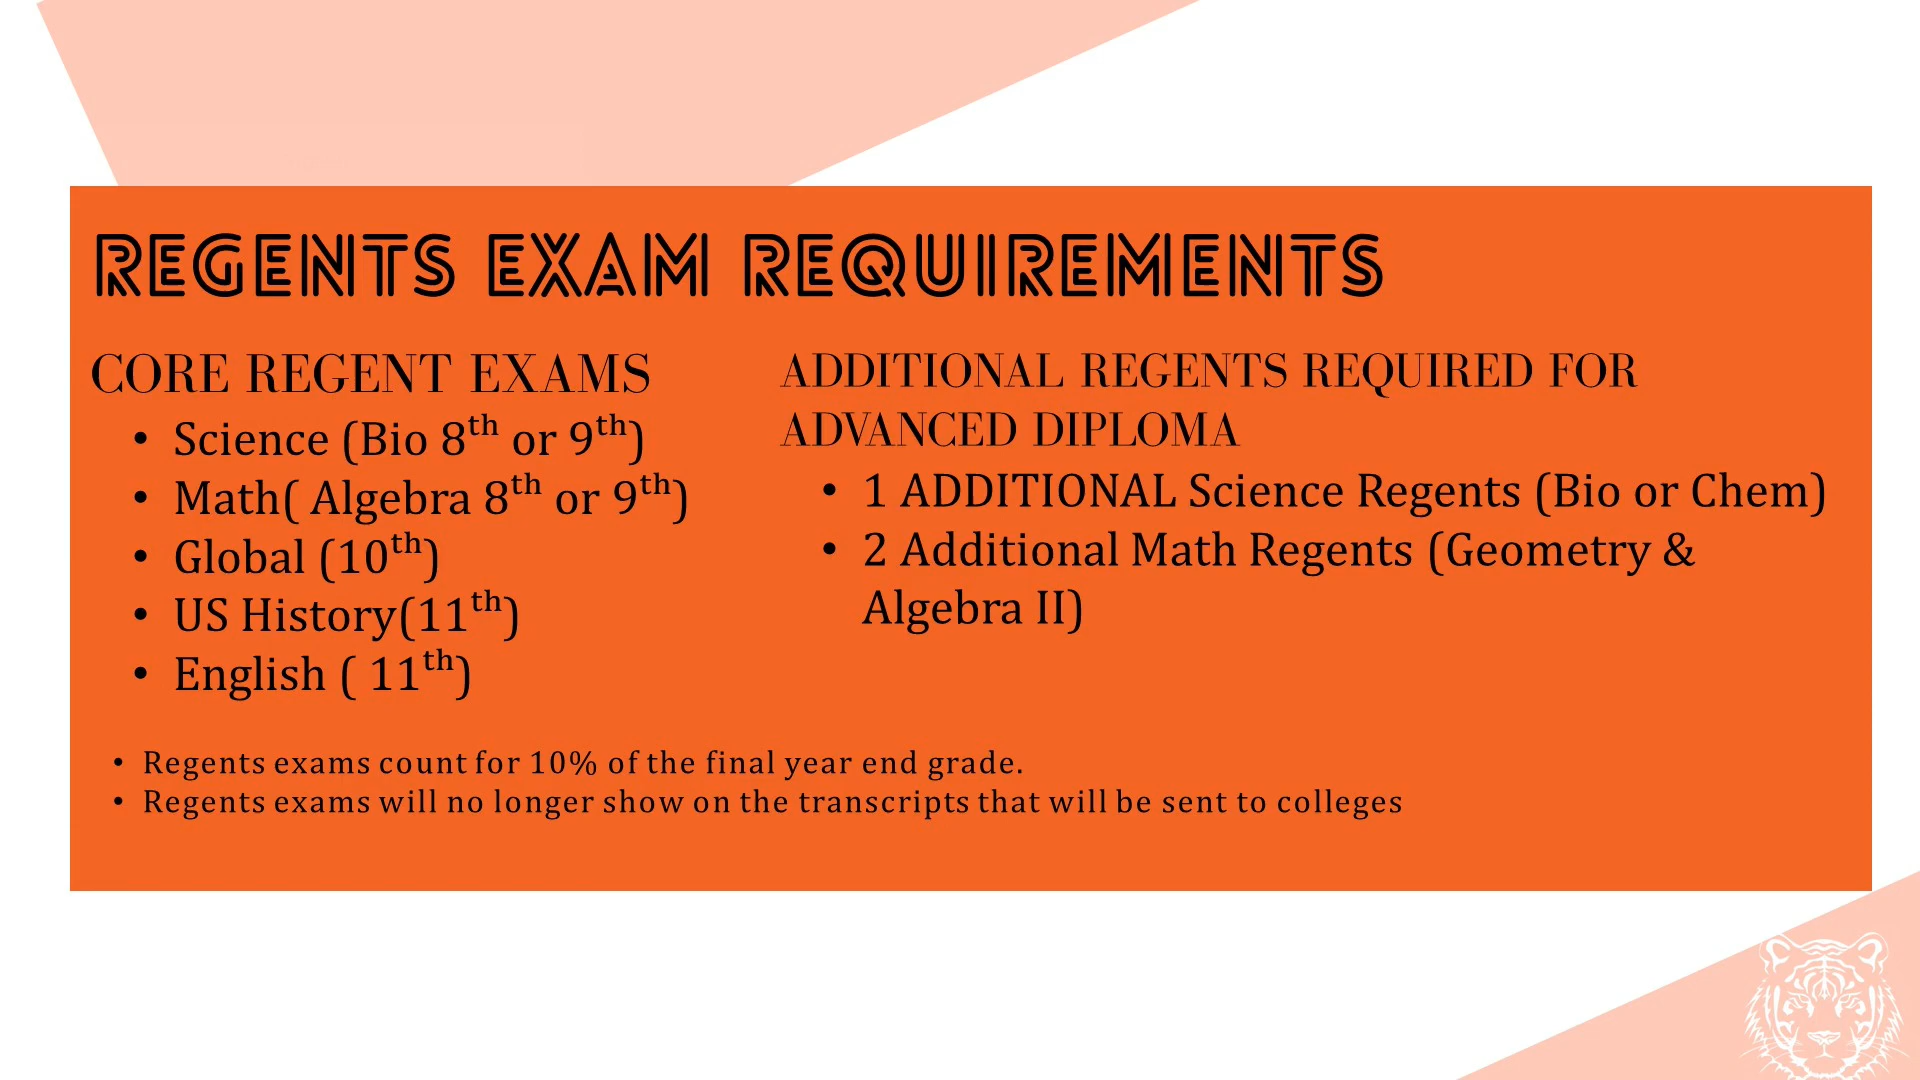 REGENTS EXAM REQUIREMENTS
CORE REGENT EXAMS
• Science (Bio 8th or 9th)
• Math( Algebra 8th or 9th)
• Global (10th)
• US History(11th)
• English ( 11th)
ADDITIONAL REGENTS REQUIRED FOR
ADVANCED DIPLOMA
• 1 ADDITIONAL Science Regents (Bio or Chem)
• 2 Additional Math Regents (Geometry &
Algebra II)
• Regents exams count for 10% of the final year end grade.
• Regents exams will no longer show on the transcripts that will be sent to colleges